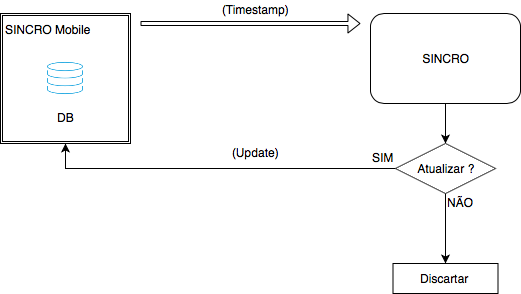 (Timestamp)
SINCRO Mobile
DB
SINCRO
(Update)
SIM
Atualizar ?
NÃO
Discartar